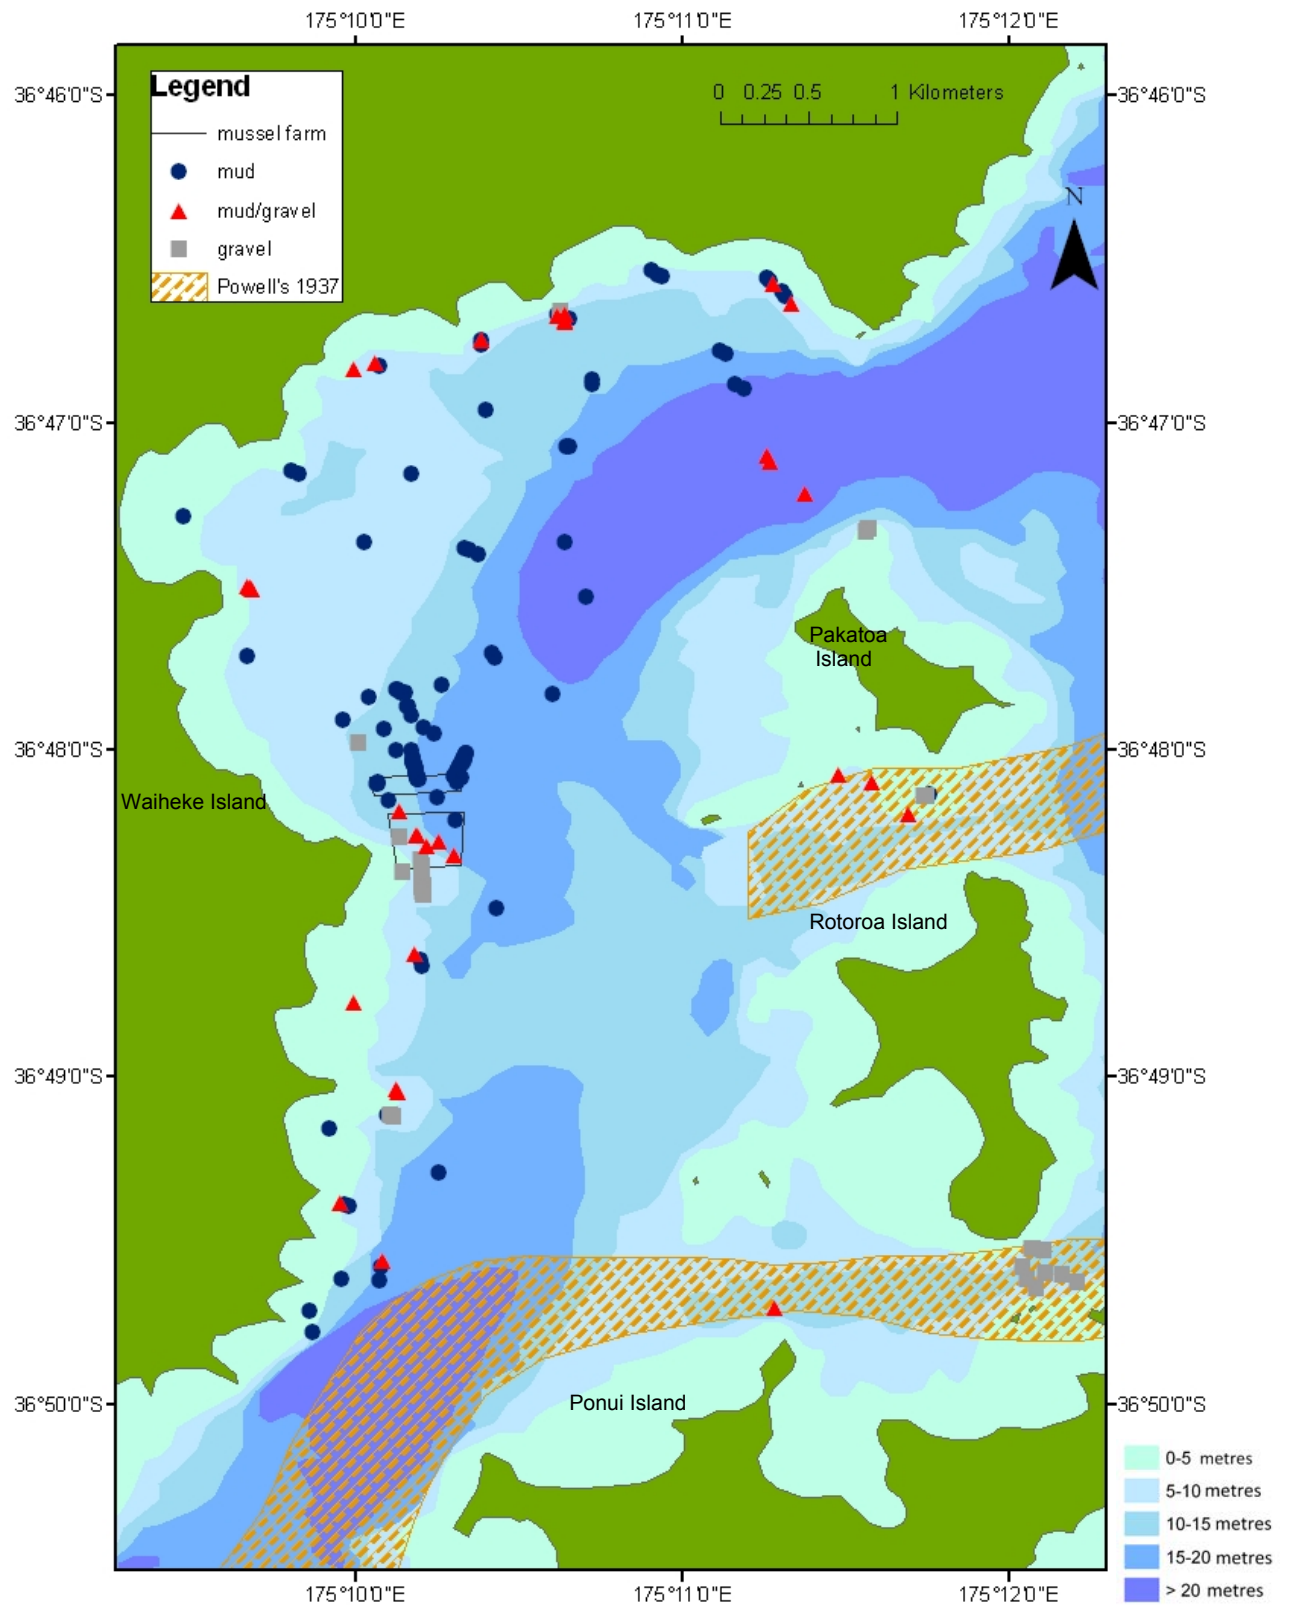 175°10'0"E 175°11'0"E 175°12'0"E
36°46'0"S 36°46'0"S
Legend
mussel farm
mud
mud/gravel
gravel
Powell's 1937
0 0.25 0.5 1 Kilometers
N
36°47'0"S 36°47'0"S
Pakatoa
Island
36°48'0"S 36°48'0"S
Waiheke Island
Rotoroa Island
36°49'0"S 36°49'0"S
Ponui Island
36°50'0"S 36°50'0"S
0-5 metres
5-10 metres
10-15 metres
15-20 metres
> 20 metres
175°10'0"E 175°11'0"E 175°12'0"E